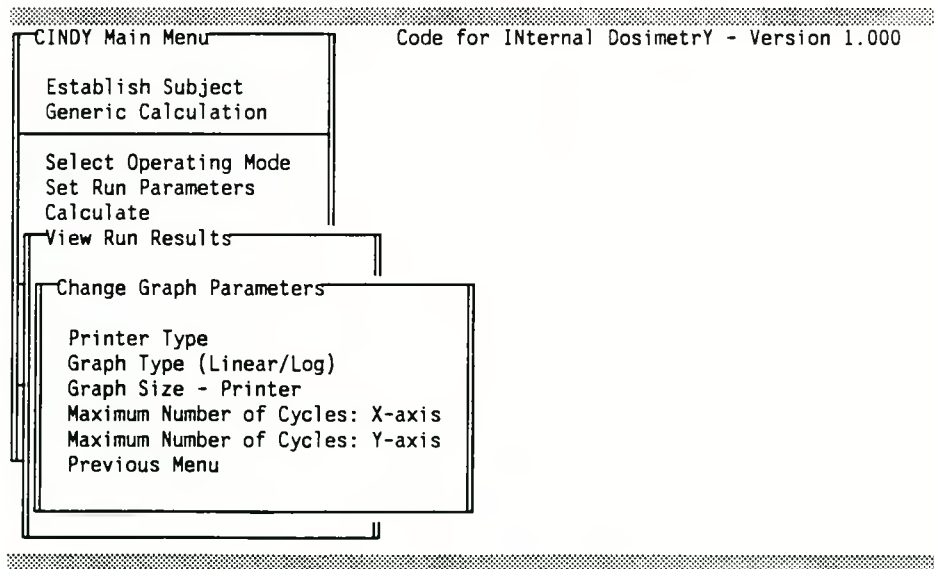 CINDY Main Menu
Code for INternal DosimetrY - Version 1.000
Establish Subject
Generic Calculation
Select Operating Mode
Set Run Parameters
Calculate
View Run Results
Change Graph Parameters
Printer Type
Graph Type (Linear/Log)
Graph Size - Printer
Maximum Number of Cycles: X-axis
Maximum Number of Cycles: Y-axis
Previous Menu